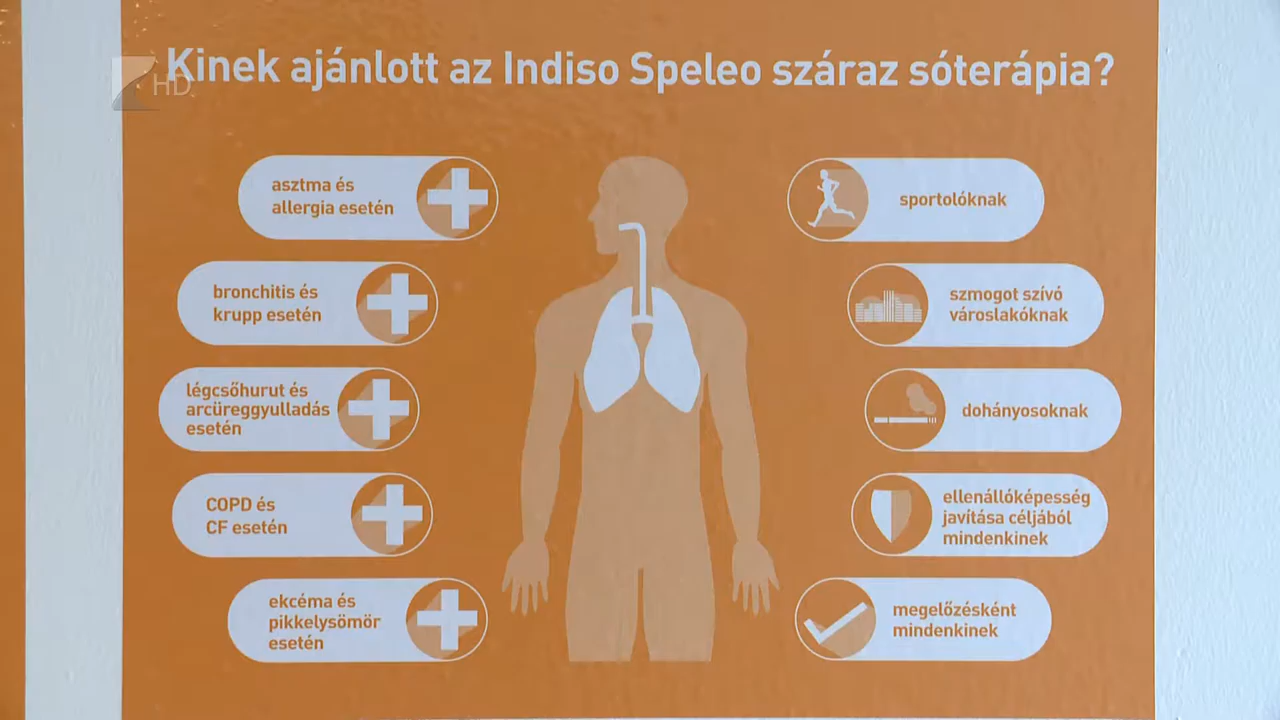 Kinek ajánlott az Indiso Speleo száraz sóterápia?
HD
asztma és
allergia esetén
bronchitis és
krupp esetén
légcsőhurut és
arcüreggyulladás
esetén
COPD és
CF esetén
ekcéma és
pikkelysömör
esetén
sportolóknak
szmogot szívó
városlakóknak
dohányosoknak
ellenállóképesség
javítása céljából
mindenkinek
megelőzésként
mindenkinek